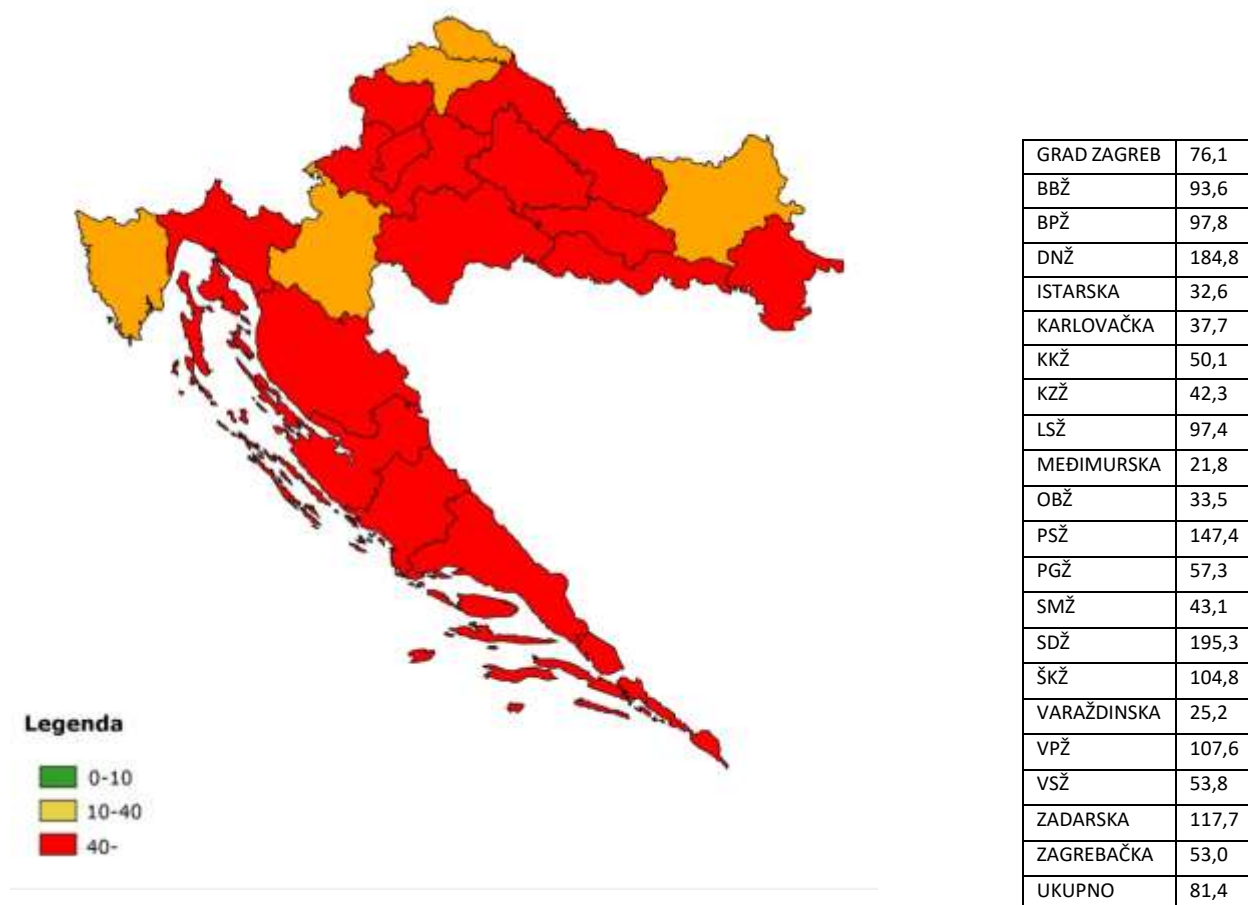 GRAD ZAGREB 76,1
BBŽ 93,6
BPŽ 97,8
DNŽ 184,8
ISTARSKA 32,6
KARLOVAČKA 37,7
KKŽ 50,1
KZŽ 42,3
LSŽ 97,4
MEĐIMURSKA 21,8
OBŽ 33,5
PSŽ 147,4
PGŽ 57,3
SMŽ 43,1
SDŽ 195,3
ŠKŽ 104,8
VARAŽDINSKA 25,2
VPŽ 107,6
VSŽ 53,8
ZADARSKA 117,7
ZAGREBAČKA 53,0
UKUPNO 81,4
Legenda
0-10
10-40
40-